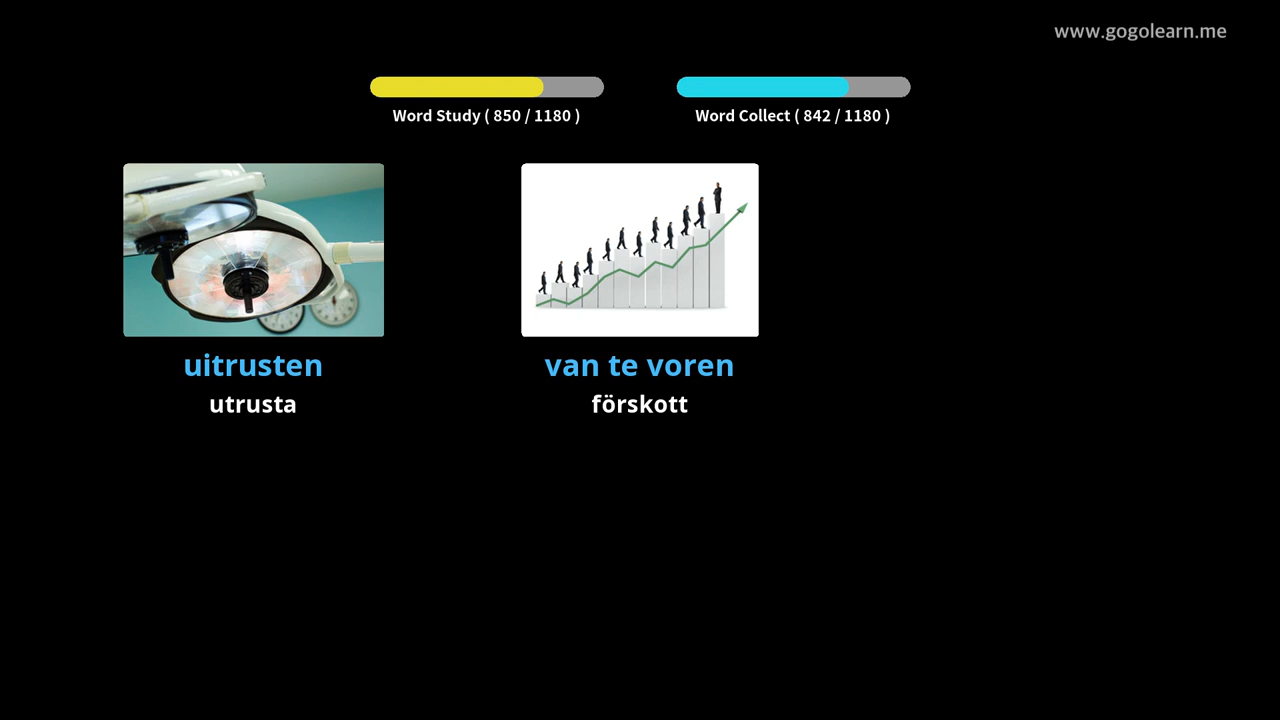 www.gogolearn.me
Word Study ( 850 / 1180 )
Word Collect ( 842 / 1180 )
uitrusten
utrusta
van te voren
förskott